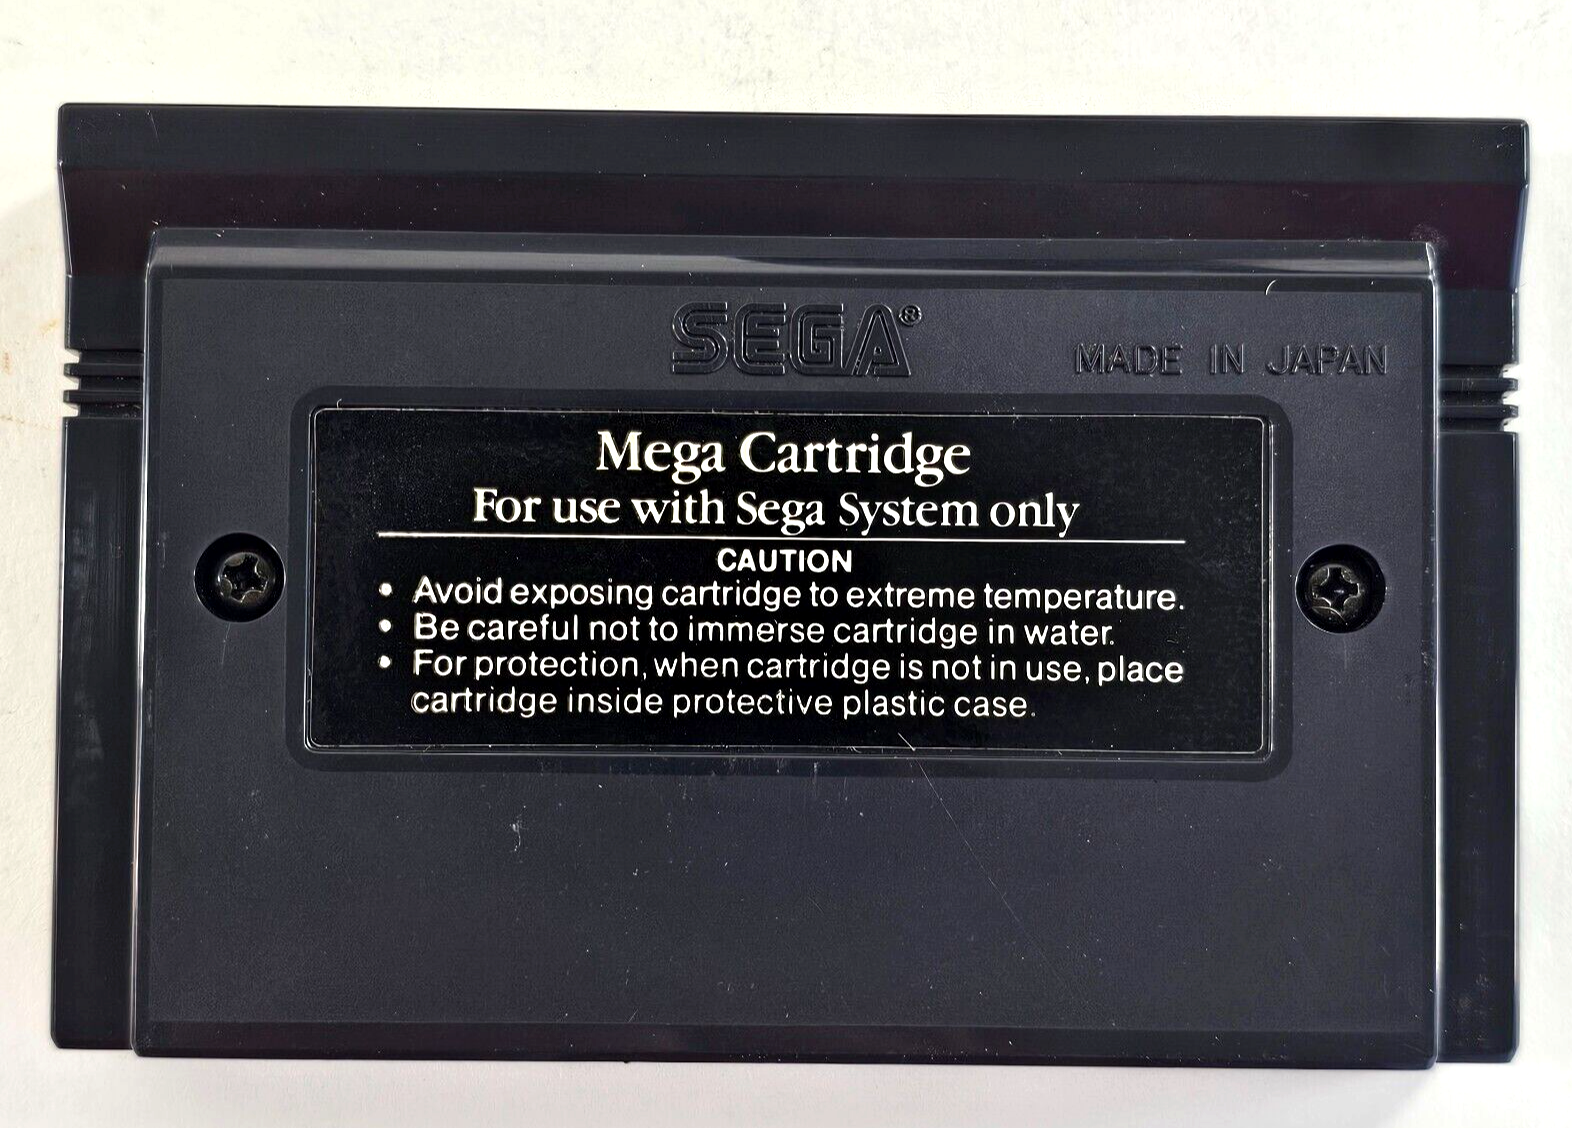 SEGA®
MADE IN JAPAN
Mega Cartridge
For use with Sega System only
CAUTION
• Avoid exposing cartridge to extreme temperature.
• Be careful not to immerse cartridge in water.
• For protection, when cartridge is not in use, place
cartridge inside protective plastic case.